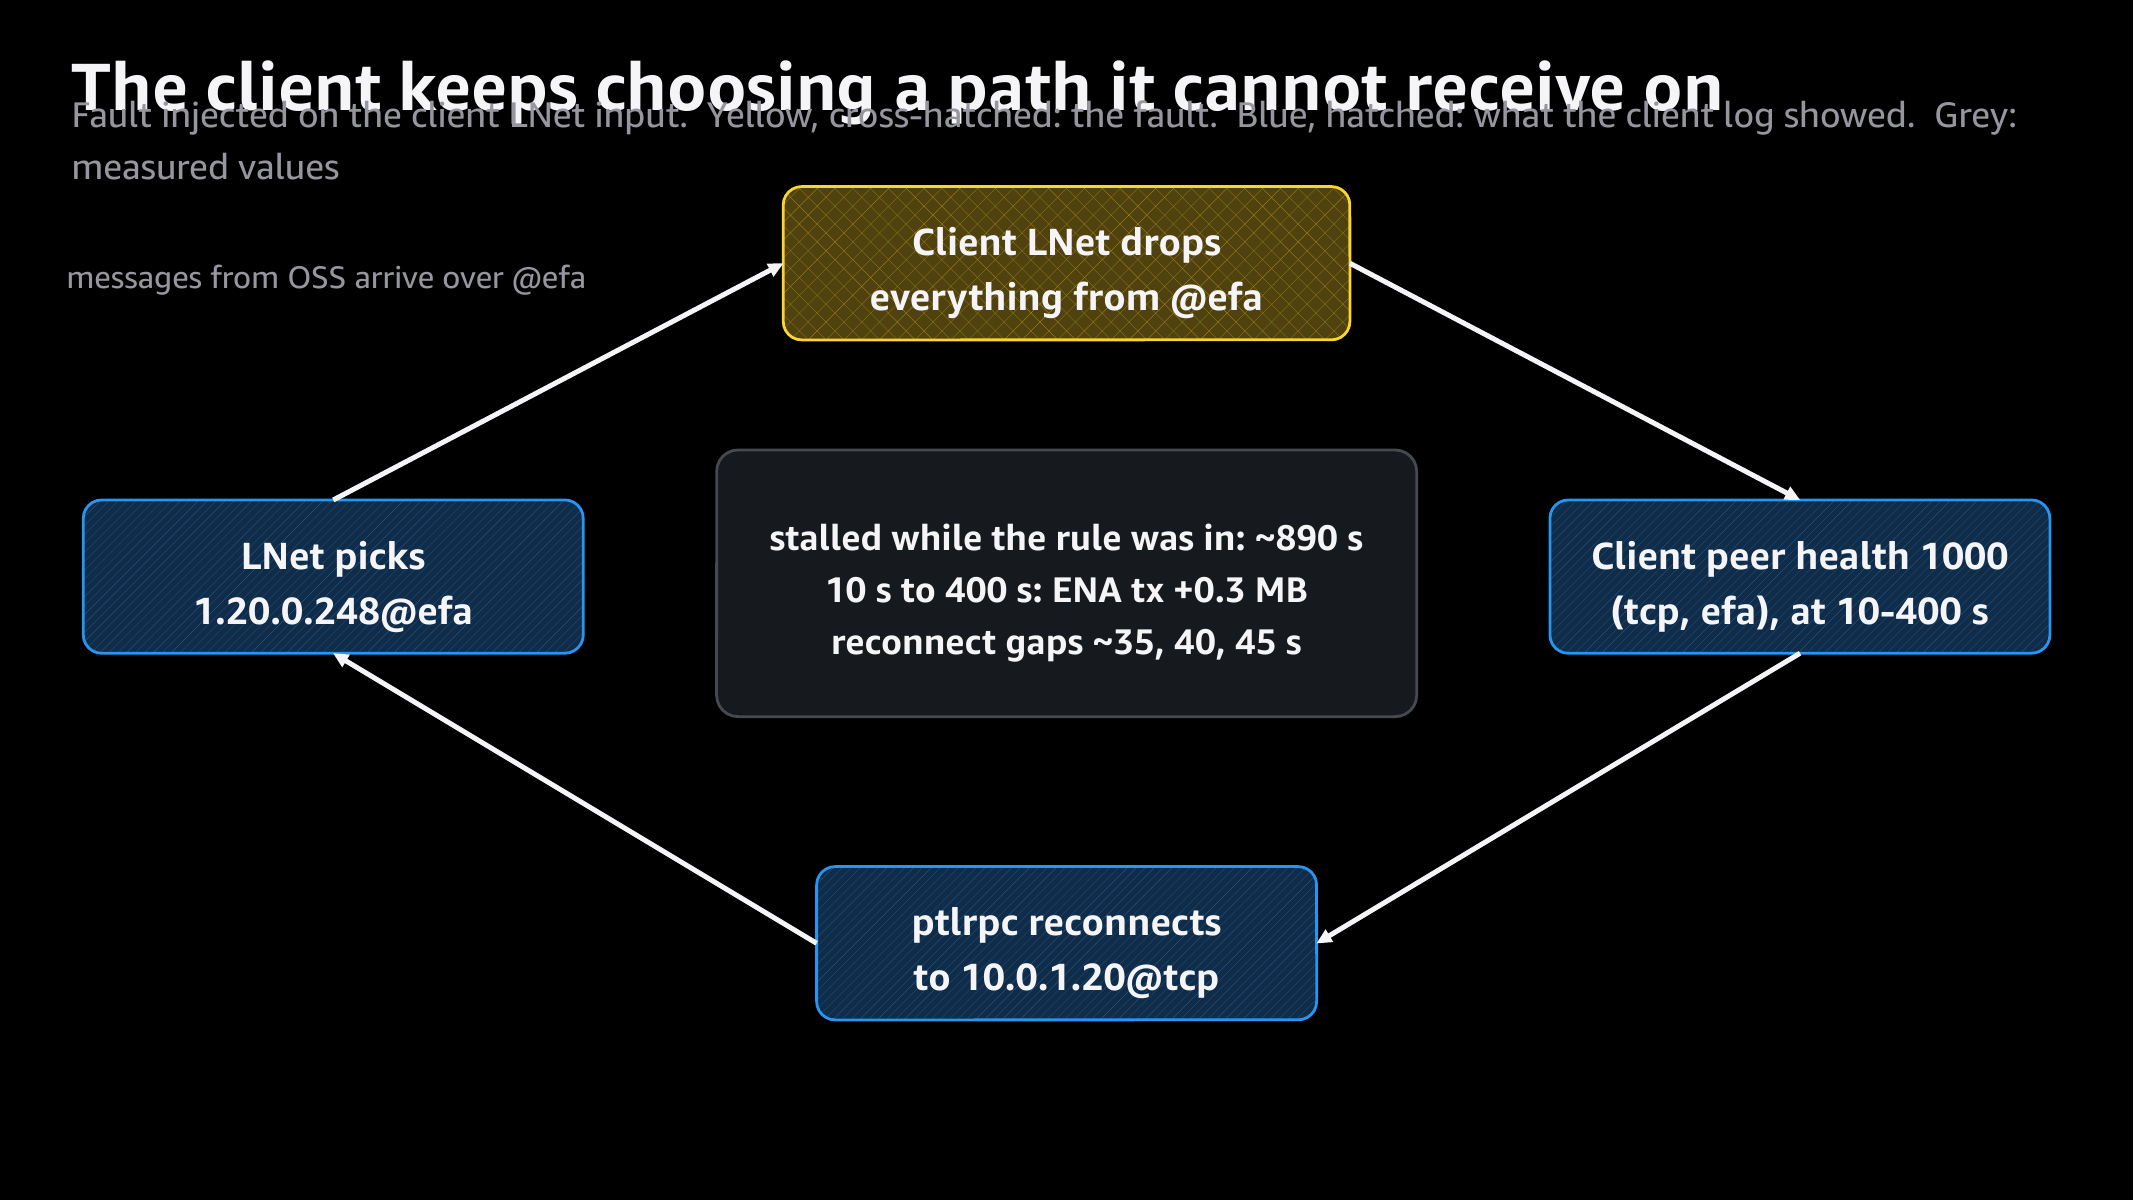 The client keeps choosing a path it cannot receive on
Fault injected on the client LNet input.  Yellow, cross-hatched: the fault.  Blue, hatched: what the client log showed.  Grey:
measured values
Client LNet drops
everything from @efa
messages from OSS arrive over @efa
stalled while the rule was in: ~890 s
10 s to 400 s: ENA tx +0.3 MB
reconnect gaps ~35, 40, 45 s
LNet picks
1.20.0.248@efa
Client peer health 1000
(tcp, efa), at 10-400 s
ptlrpc reconnects
to 10.0.1.20@tcp